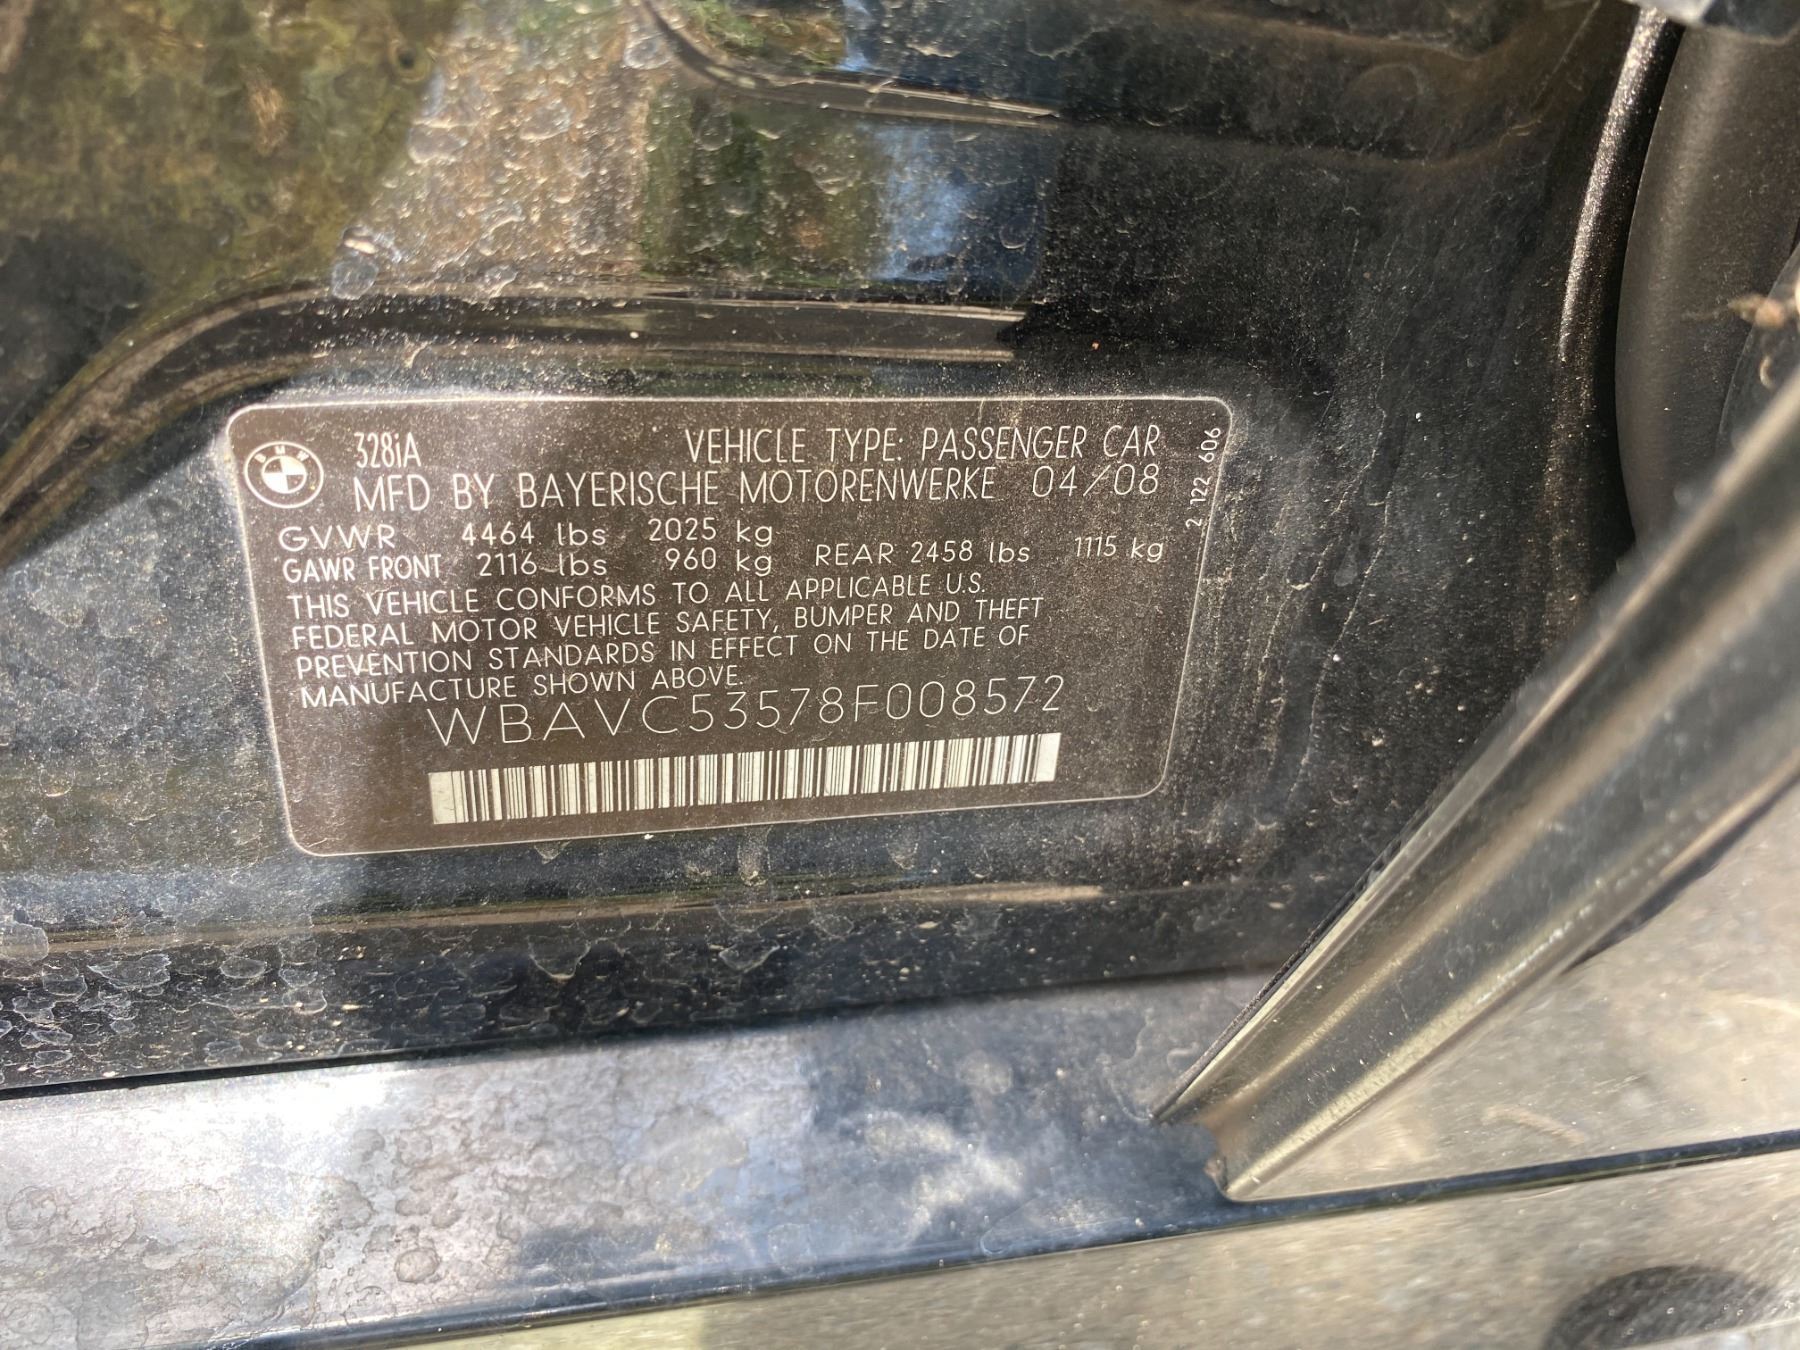 BMW
328iA VEHICLE TYPE: PASSENGER CAR
MFD BY BAYERISCHE MOTORENWERKE 04/08
GVWR 4464 lbs 2025 kg
GAWR FRONT 2116 lbs 960 kg REAR 2458 lbs 1115 kg
THIS VEHICLE CONFORMS TO ALL APPLICABLE U.S.
FEDERAL MOTOR VEHICLE SAFETY, BUMPER AND THEFT
PREVENTION STANDARDS IN EFFECT ON THE DATE OF
MANUFACTURE SHOWN ABOVE.
WBAVC53578F008572
2 122 606